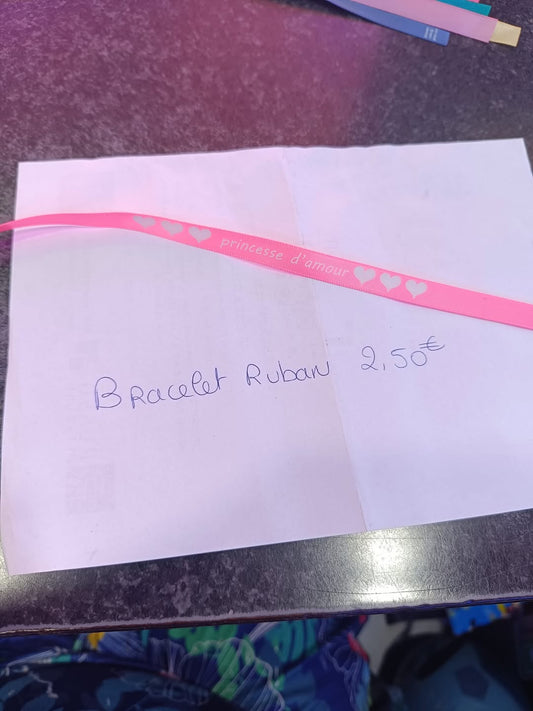 princesse d'amour
Bracelet Ruban 2,50€